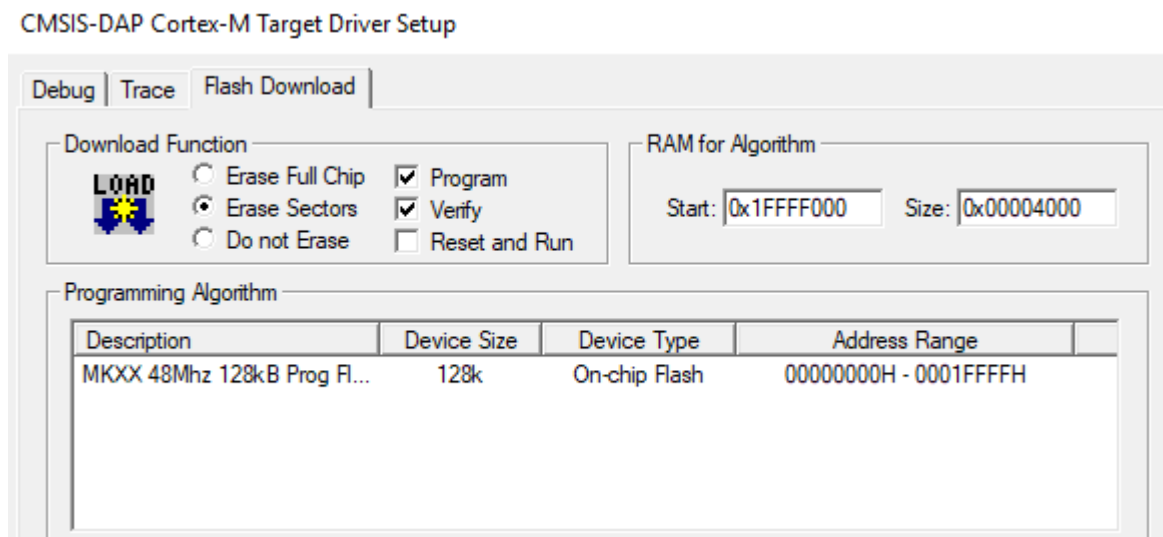 CMSIS-DAP Cortex-M Target Driver Setup
Debug Trace Flash Download
Download Function
LOAD
Erase Full Chip
Erase Sectors
Do not Erase
Program
Verify
Reset and Run
RAM for Algorithm
Start: 0x1FFFF000 Size: 0x00004000
Programming Algorithm
Description Device Size Device Type Address Range
MKXX 48Mhz 128kB Prog Fl... 128k On-chip Flash 00000000H - 0001FFFFH